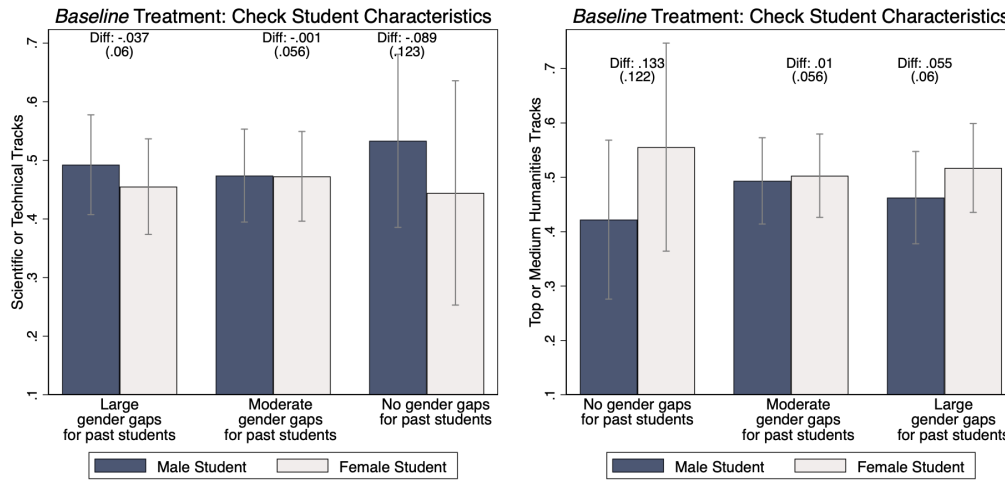 Baseline Treatment: Check Student Characteristics
Scientific or Technical Tracks
.7
.6
.5
.4
.3
.2
.1
Diff: -.037
(.06)
Diff: -.001
(.056)
Diff: -.089
(.123)
Large
gender gaps
for past students
Moderate
gender gaps
for past students
No gender gaps
for past students
Male Student
Female Student
Baseline Treatment: Check Student Characteristics
Top or Medium Humanities Tracks
.7
.6
.5
.4
.3
.2
.1
Diff: .133
(.122)
Diff: .01
(.056)
Diff: .055
(.06)
No gender gaps
for past students
Moderate
gender gaps
for past students
Large
gender gaps
for past students
Male Student
Female Student